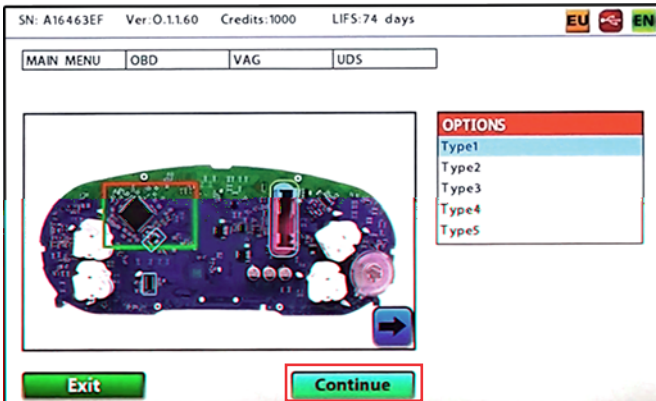 SN: A16463EF Ver:0.1.1.60 Credits:1000 LIFS:74 days EU EN
MAIN MENU OBD VAG UDS
OPTIONS
Type1
Type2
Type3
Type4
Type5
Exit Continue